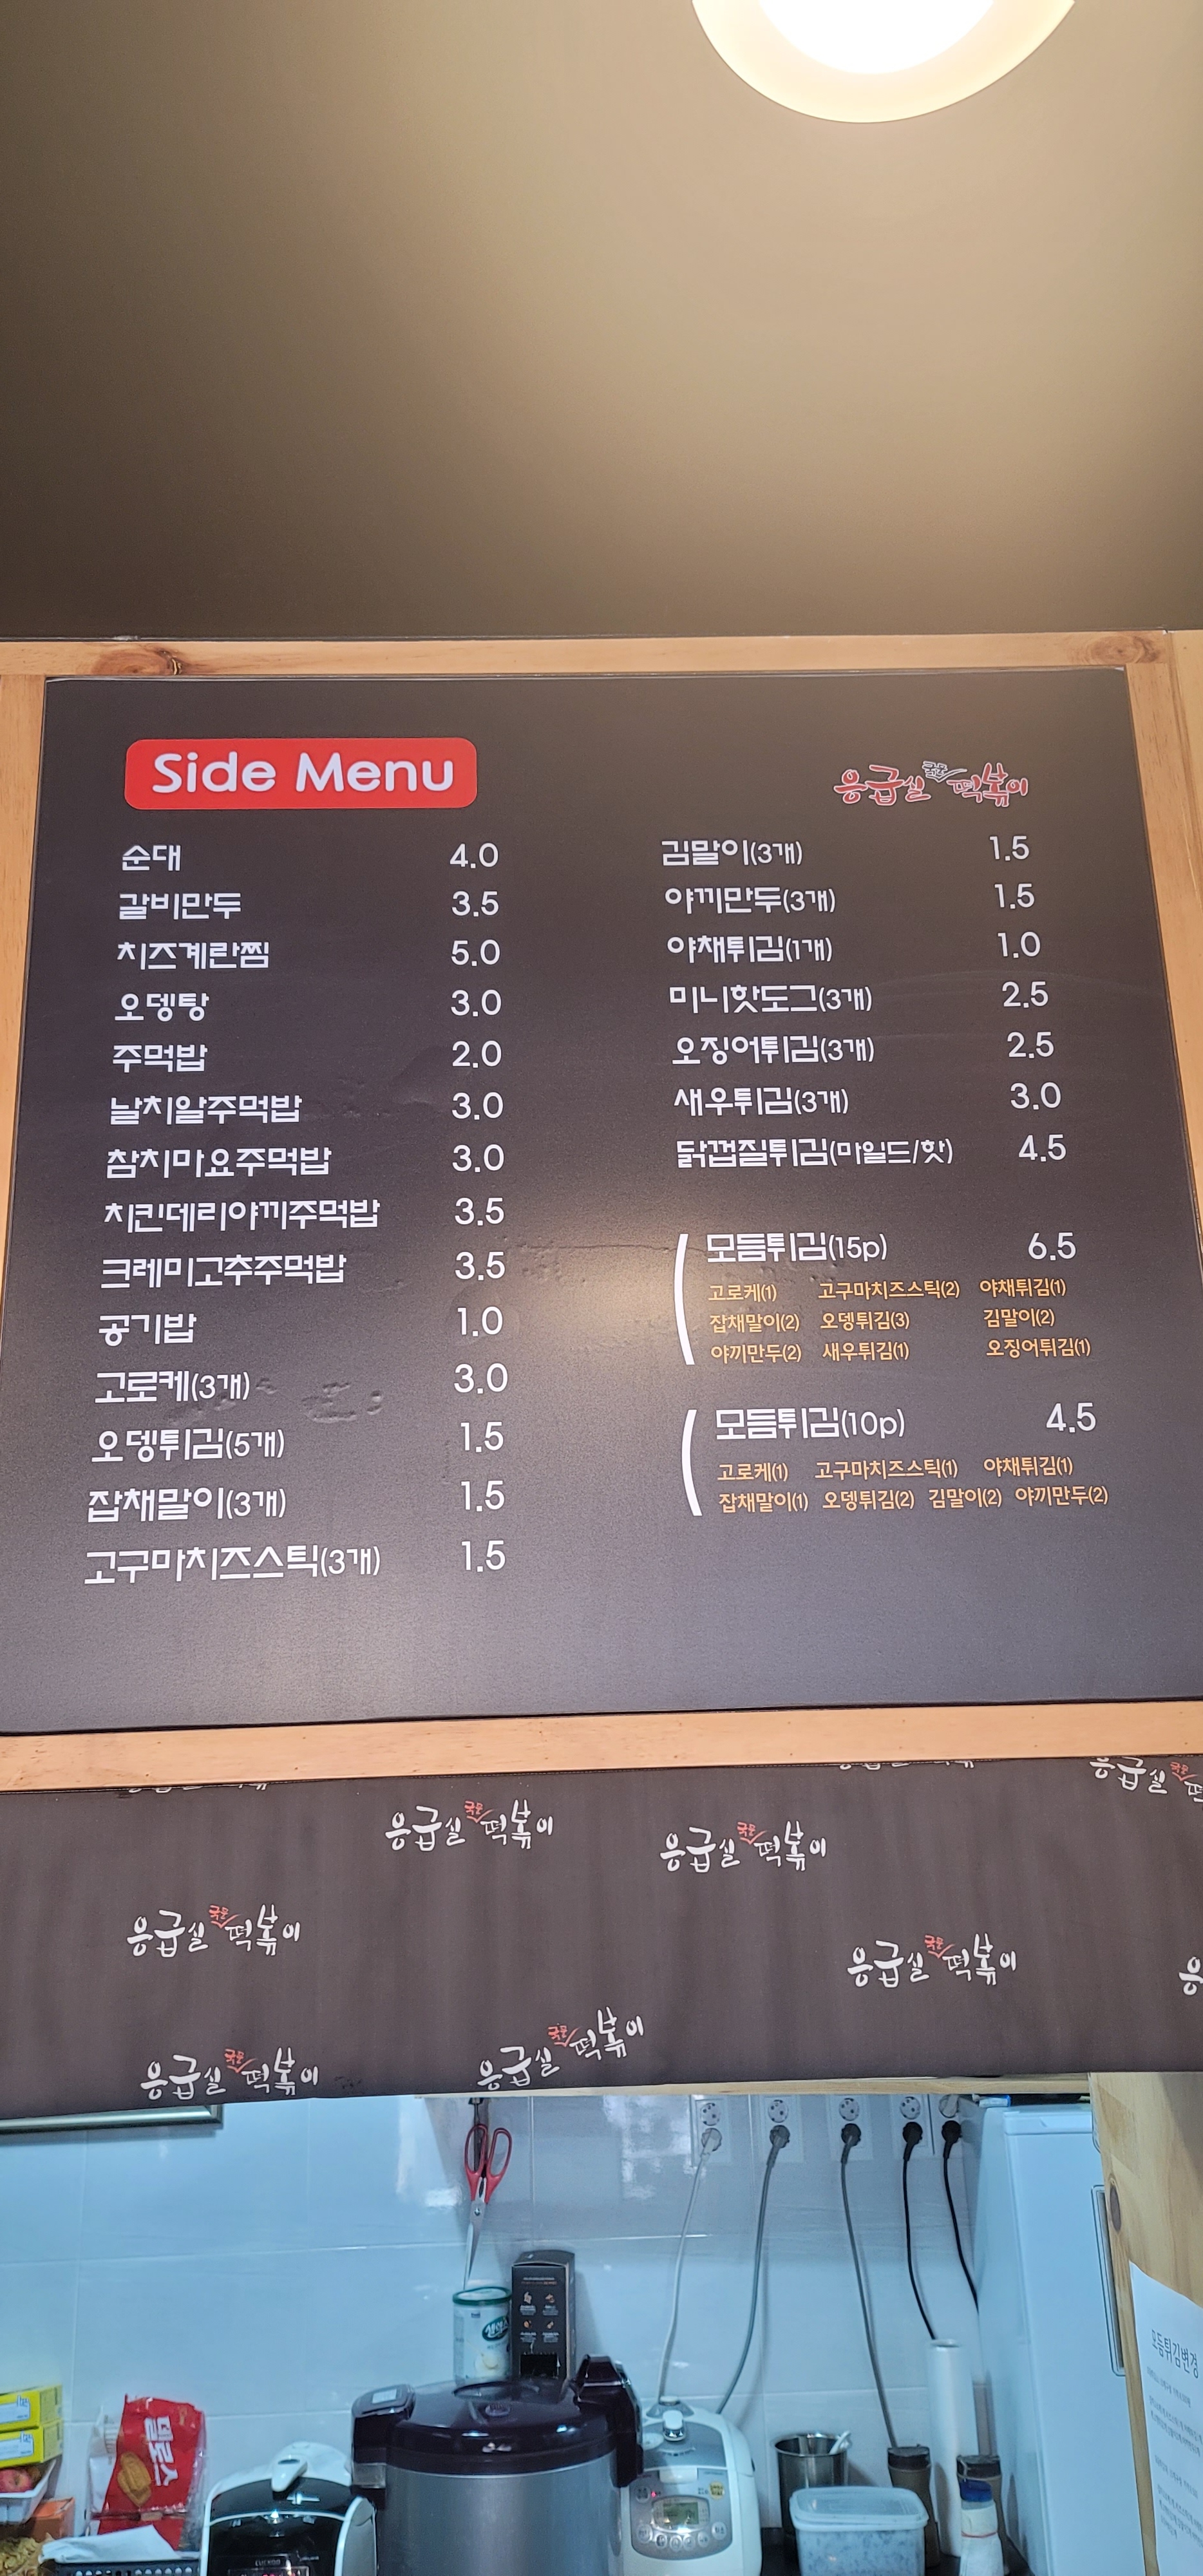 Side Menu
응급실 국물 떡볶이
순대 4.0
갈비만두 3.5
치즈계란찜 5.0
오뎅탕 3.0
주먹밥 2.0
날치알주먹밥 3.0
참치마요주먹밥 3.0
치킨데리야끼주먹밥 3.5
크레미고추주먹밥 3.5
공기밥 1.0
고로케(3개) 3.0
오뎅튀김(5개) 1.5
잡채말이(3개) 1.5
고구마치즈스틱(3개) 1.5
김말이(3개) 1.5
야끼만두(3개) 1.5
야채튀김(1개) 1.0
미니핫도그(3개) 2.5
오징어튀김(3개) 2.5
새우튀김(3개) 3.0
닭껍질튀김(마일드/핫) 4.5
모듬튀김(15p) 6.5
고로케(1) 고구마치즈스틱(2) 야채튀김(1)
잡채말이(2) 오뎅튀김(3) 김말이(2)
야끼만두(2) 새우튀김(1) 오징어튀김(1)
모듬튀김(10p) 4.5
고로케(1) 고구마치즈스틱(1) 야채튀김(1)
잡채말이(1) 오뎅튀김(2) 김말이(2) 야끼만두(2)
응급실
응급실 국물 떡볶이
응급실 국물 떡볶이
응급실 국물 떡볶이
응급실 국물 떡볶이
응급실 국물 떡볶이
응급실 국물 떡볶이
모듬튀김변경
델로스
CUCKOO